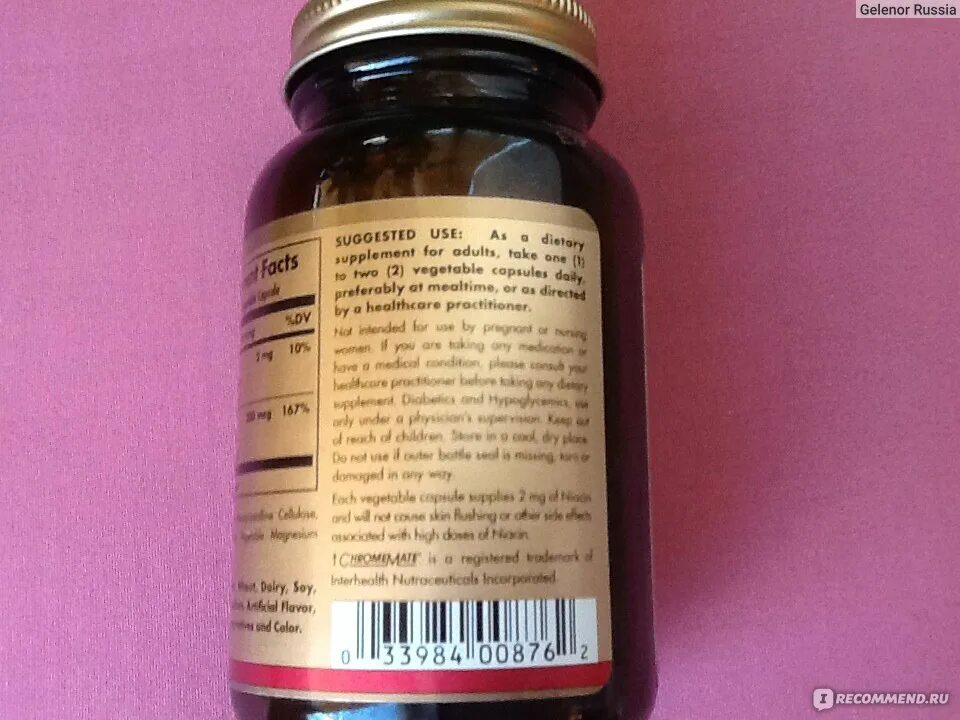 Gelenor Russia
nt Facts
Capsule
%DV
2 mg 10%
167%
Cellulose,
Magnesium
Dairy, Soy,
Artificial Flavor,
and Color.
SUGGESTED USE: As a dietary
supplement for adults, take one (1)
to two (2) vegetable capsules daily,
preferably at mealtime, or as directed
by a healthcare practitioner.
Not intended for use by pregnant or nursing
women. If you are taking any medication or
have a medical condition, please consult your
healthcare practitioner before taking any dietary
supplement. Diabetics and Hypoglycemics, use
only under a physician's supervision. Keep out
of reach of children. Store in a cool, dry place.
Do not use if outer bottle seal is missing, torn or
damaged in any way.
Each vegetable capsule supplies 2 mg of Niacin
and will not cause skin flushing or other side effects
associated with high doses of Niacin.
† CHROMEMATE® is a registered trademark of
Interhealth Nutraceuticals Incorporated.
0 33984 00876 2
IRECOMMEND.RU